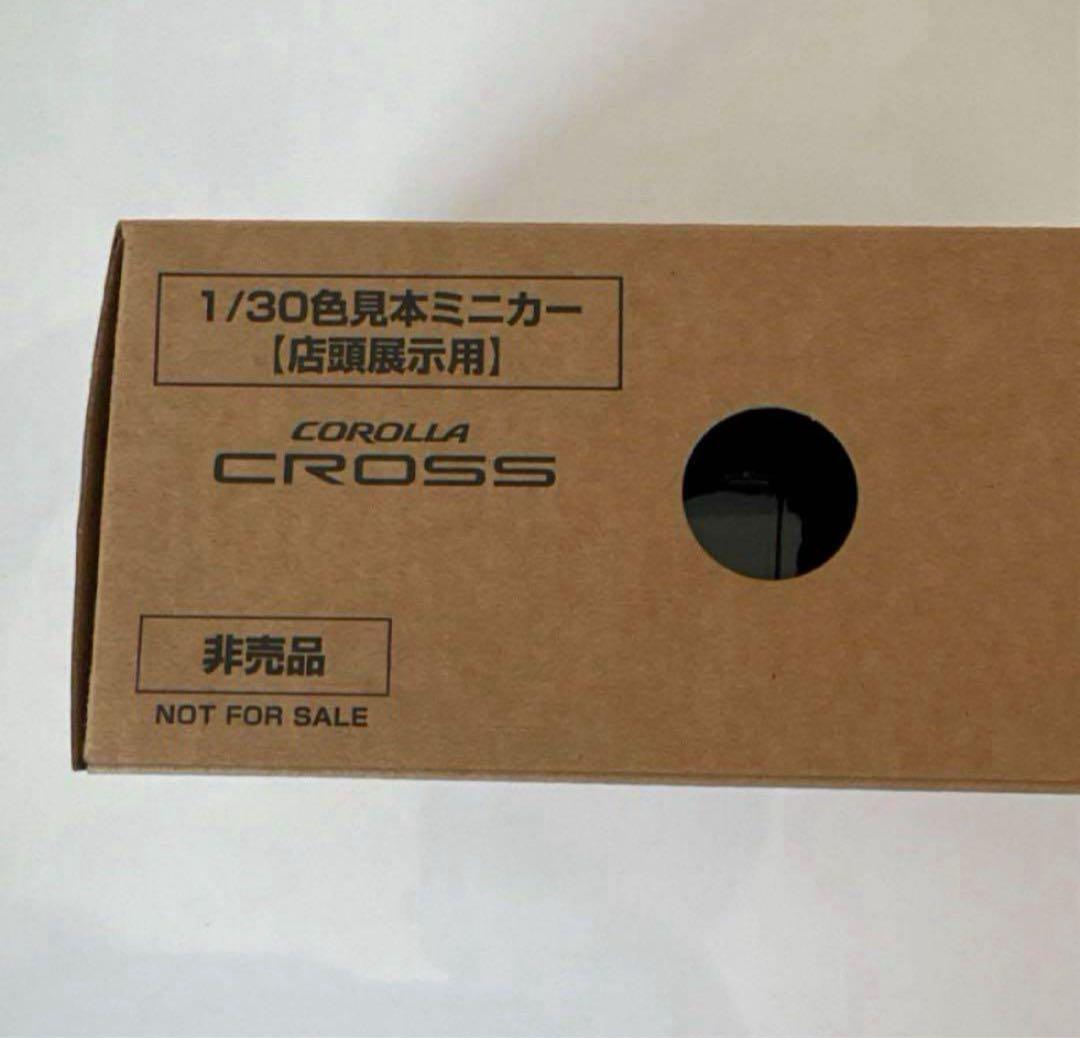 1/30色見本ミニカー
【店頭展示用】
COROLLA
CROSS
非売品
NOT FOR SALE